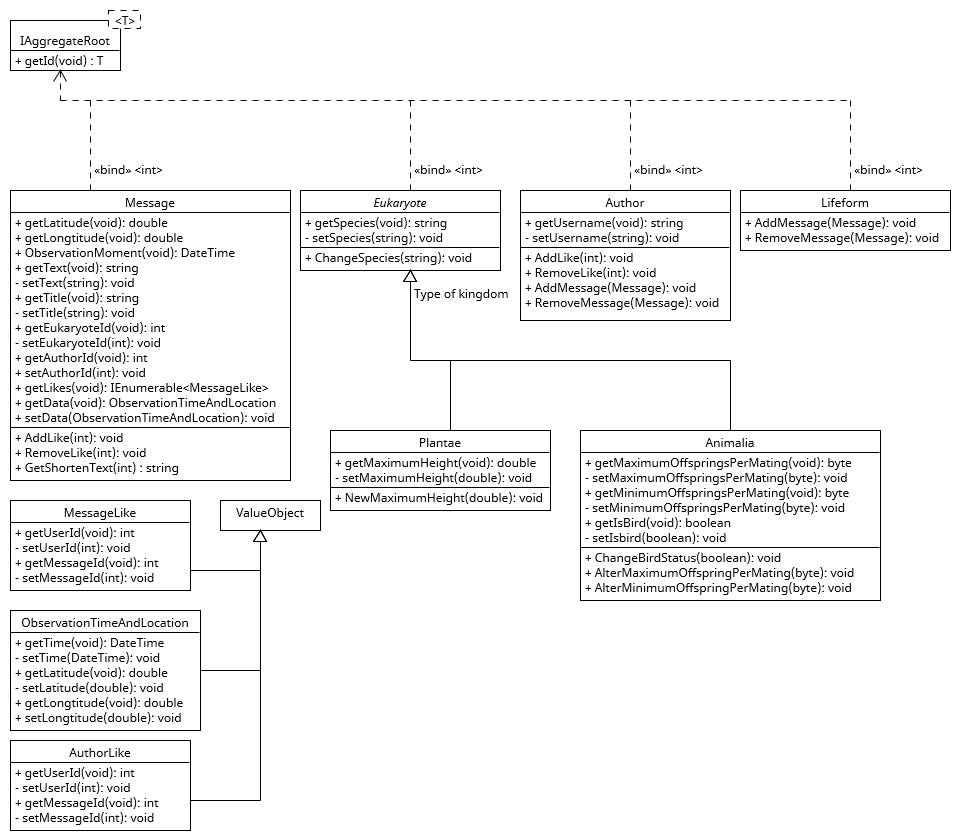 <T>
IAggregateRoot
+ getId(void) : T
«bind» <int>
«bind» <int>
«bind» <int>
«bind» <int>
Message
+ getLatitude(void): double
+ getLongtitude(void): double
+ ObservationMoment(void): DateTime
+ getText(void): string
- setText(string): void
+ getTitle(void): string
- setTitle(string): void
+ getEukaryoteId(void): int
- setEukaryoteId(int): void
+ getAuthorId(void): int
+ setAuthorId(int): void
+ getLikes(void): IEnumerable<MessageLike>
+ getData(void): ObservationTimeAndLocation
+ setData(ObservationTimeAndLocation): void
+ AddLike(int): void
+ RemoveLike(int): void
+ GetShortenText(int) : string
Eukaryote
+ getSpecies(void): string
- setSpecies(string): void
+ ChangeSpecies(string): void
Author
+ getUsername(void): string
- setUsername(string): void
+ AddLike(int): void
+ RemoveLike(int): void
+ AddMessage(Message): void
+ RemoveMessage(Message): void
Lifeform
+ AddMessage(Message): void
+ RemoveMessage(Message): void
Type of kingdom
Plantae
+ getMaximumHeight(void): double
- setMaximumHeight(double): void
+ NewMaximumHeight(double): void
Animalia
+ getMaximumOffspringsPerMating(void): byte
- setMaximumOffspringsPerMating(byte): void
+ getMinimumOffspringsPerMating(void): byte
- setMinimumOffspringsPerMating(byte): void
+ getIsBird(void): boolean
- setIsbird(boolean): void
+ ChangeBirdStatus(boolean): void
+ AlterMaximumOffspringPerMating(byte): void
+ AlterMinimumOffspringPerMating(byte): void
MessageLike
+ getUserId(void): int
- setUserId(int): void
+ getMessageId(void): int
- setMessageId(int): void
ValueObject
ObservationTimeAndLocation
+ getTime(void): DateTime
- setTime(DateTime): void
+ getLatitude(void): double
- setLatitude(double): void
+ getLongtitude(void): double
+ setLongtitude(double): void
AuthorLike
+ getUserId(void): int
- setUserId(int): void
+ getMessageId(void): int
- setMessageId(int): void